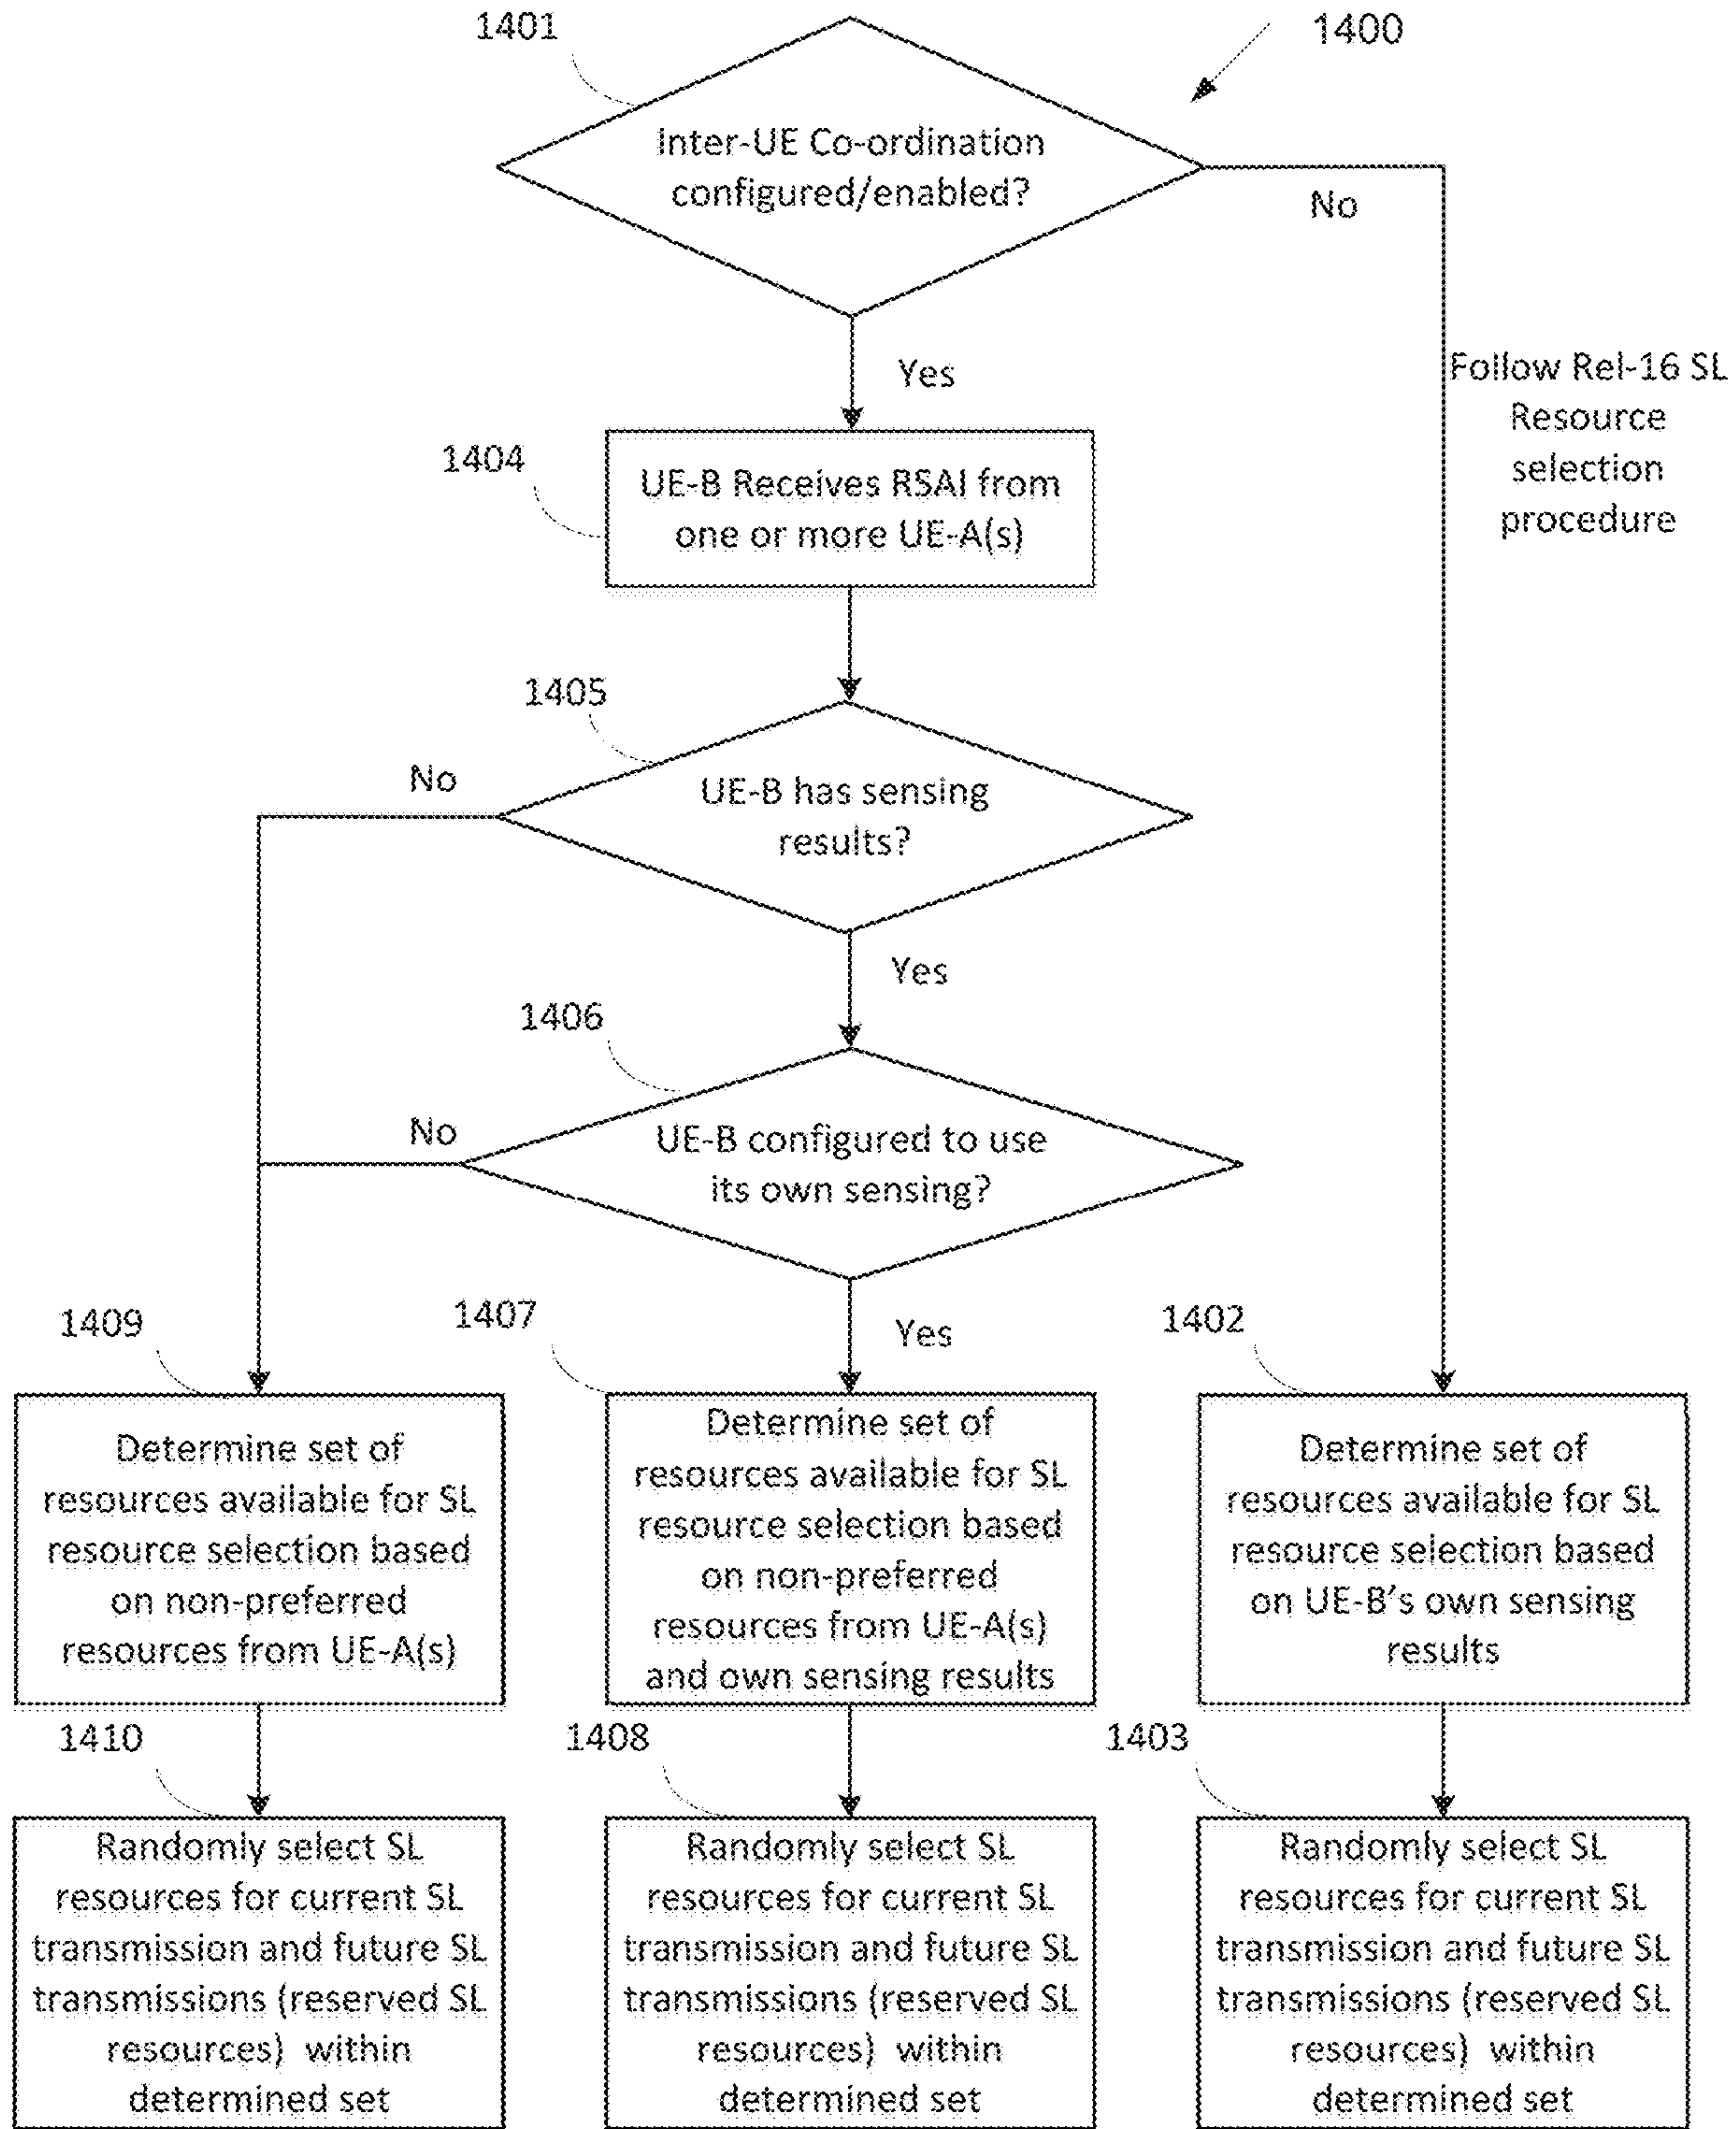 1401
1400
Inter-UE Co-ordination
configured/enabled?
No
Yes
Follow Rel-16 SL
Resource
selection
procedure
1404
UE-B Receives RSAI from
one or more UE-A(s)
1405
No
UE-B has sensing
results?
Yes
1406
No
UE-B configured to use
its own sensing?
Yes
1409
Determine set of
resources available for SL
resource selection based
on non-preferred
resources from UE-A(s)
1407
Determine set of
resources available for SL
resource selection based
on non-preferred
resources from UE-A(s)
and own sensing results
1402
Determine set of
resources available for SL
resource selection based
on UE-B's own sensing
results
1410
Randomly select SL
resources for current SL
transmission and future SL
transmissions (reserved SL
resources) within
determined set
1408
Randomly select SL
resources for current SL
transmission and future SL
transmissions (reserved SL
resources) within
determined set
1403
Randomly select SL
resources for current SL
transmission and future SL
transmissions (reserved SL
resources) within
determined set